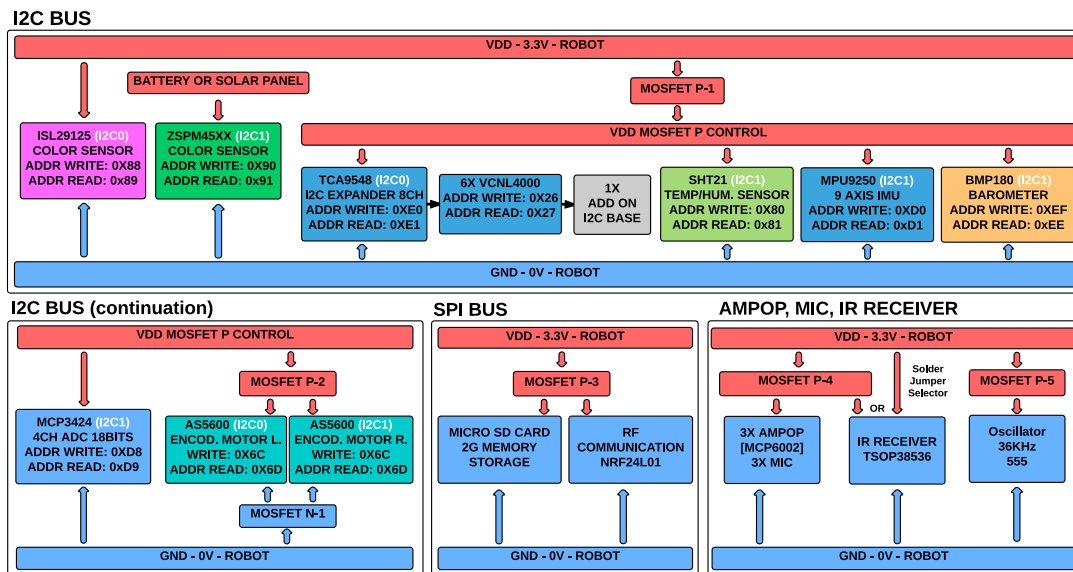 I2C BUS
VDD - 3.3V - ROBOT
BATTERY OR SOLAR PANEL
MOSFET P-1
VDD MOSFET P CONTROL
ISL29125 (I2C0)
COLOR SENSOR
ADDR WRITE: 0X88
ADDR READ: 0x89
ZSPM45XX (I2C1)
COLOR SENSOR
ADDR WRITE: 0X90
ADDR READ: 0X91
TCA9548 (I2C0)
I2C EXPANDER 8CH
ADDR WRITE: 0XE0
ADDR READ: 0XE1
6X VCNL4000
ADDR WRITE: 0X26
ADDR READ: 0X27
1X
ADD ON
I2C BASE
SHT21 (I2C1)
TEMP/HUM. SENSOR
ADDR WRITE: 0X80
ADDR READ: 0x81
MPU9250 (I2C1)
9 AXIS IMU
ADDR WRITE: 0XD0
ADDR READ: 0xD1
BMP180 (I2C1)
BAROMETER
ADDR WRITE: 0XEF
ADDR READ: 0xEE
GND - 0V - ROBOT
I2C BUS (continuation)
VDD MOSFET P CONTROL
MOSFET P-2
MCP3424 (I2C1)
4CH ADC 18BITS
ADDR WRITE: 0XD8
ADDR READ: 0xD9
AS5600 (I2C0)
ENCOD. MOTOR L.
WRITE: 0X6C
ADDR READ: 0X6D
AS5600 (I2C1)
ENCOD. MOTOR R.
WRITE: 0X6C
ADDR READ: 0X6D
MOSFET N-1
GND - 0V - ROBOT
SPI BUS
VDD - 3.3V - ROBOT
MOSFET P-3
MICRO SD CARD
2G MEMORY
STORAGE
RF
COMMUNICATION
NRF24L01
GND - 0V - ROBOT
AMPOP, MIC, IR RECEIVER
VDD - 3.3V - ROBOT
MOSFET P-4
Solder
Jumper
Selector
MOSFET P-5
OR
3X AMPOP
[MCP6002]
3X MIC
IR RECEIVER
TSOP38536
Oscillator
36KHz
555
GND - 0V - ROBOT